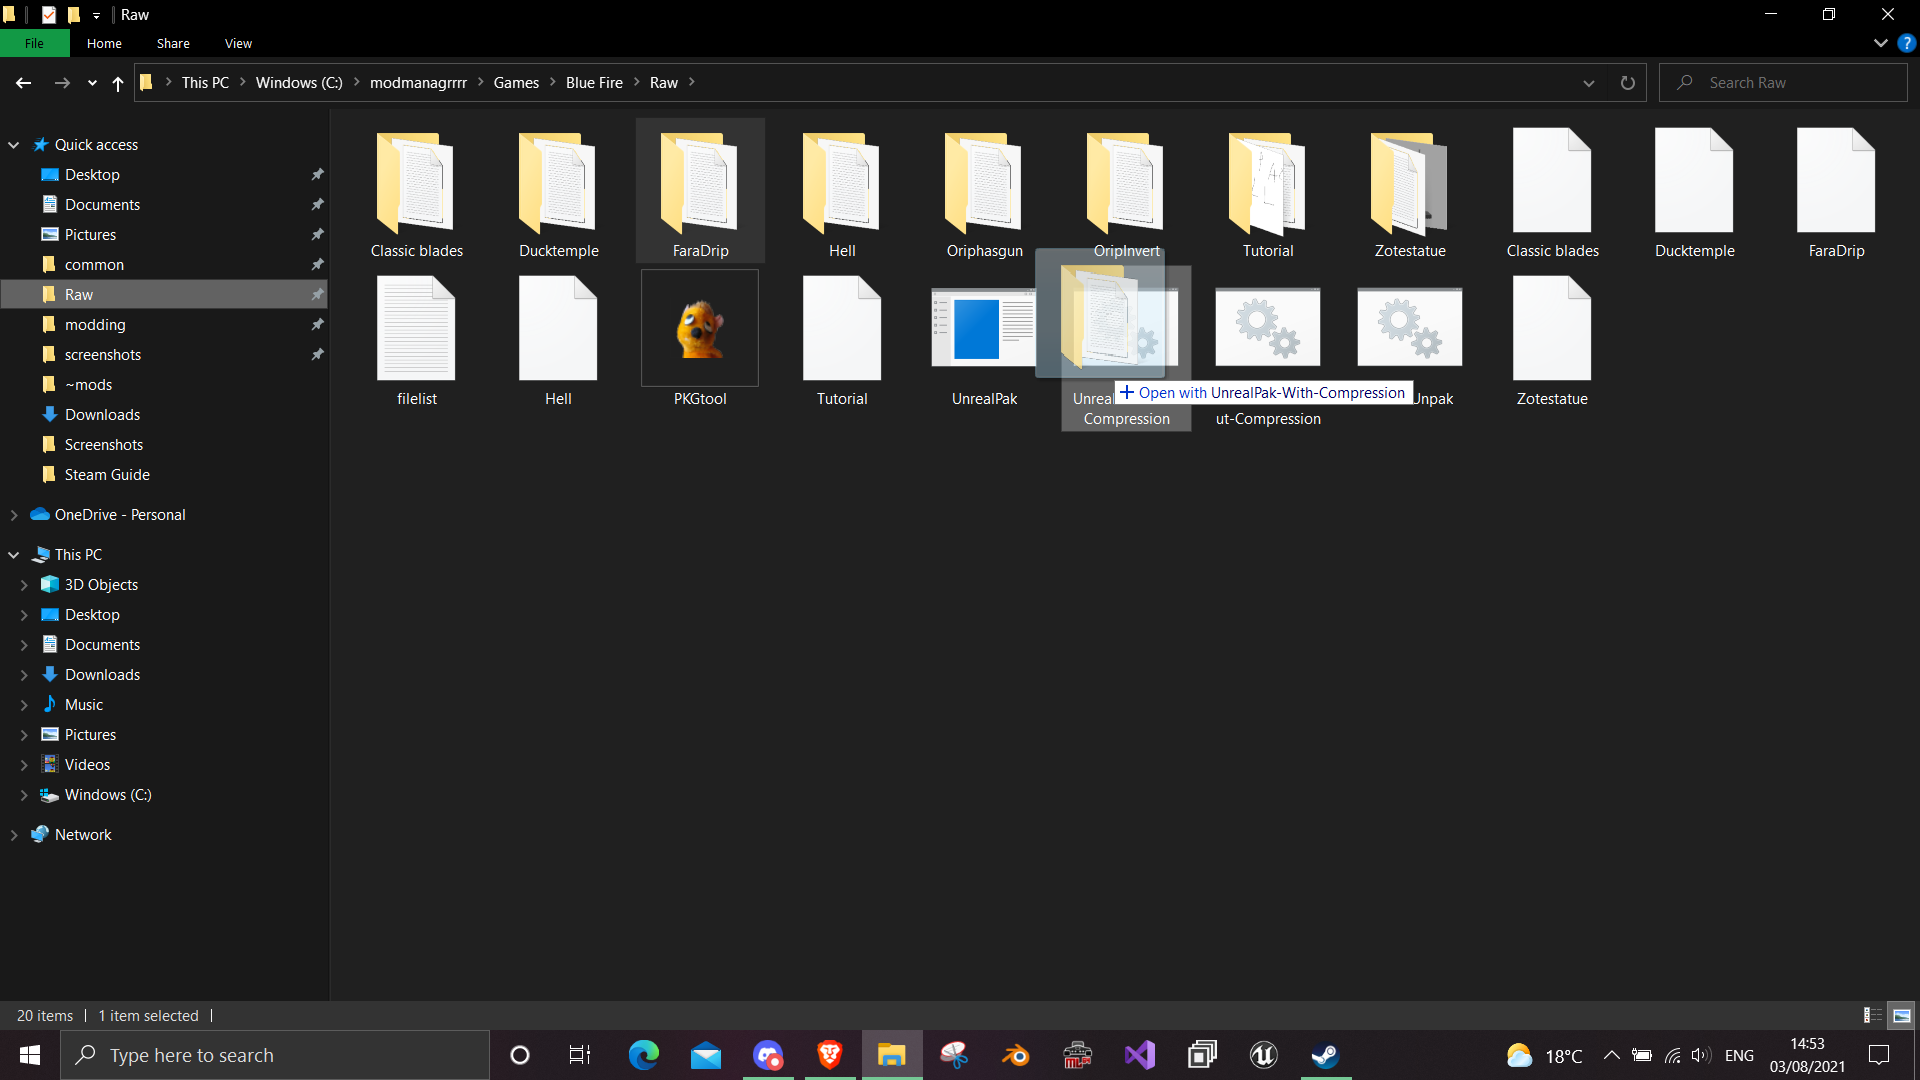 Raw
File
Home
Share
View
This PC
Windows (C:)
modmanagrrrr
Games
Blue Fire
Raw
Search Raw
Quick access
Desktop
Documents
Pictures
common
Raw
modding
screenshots
~mods
Downloads
Screenshots
Steam Guide
OneDrive - Personal
This PC
3D Objects
Desktop
Documents
Downloads
Music
Pictures
Videos
Windows (C:)
Network
Classic blades
Ducktemple
FaraDrip
Hell
Oriphasgun
OripInvert
Tutorial
Zotestatue
Classic blades
Ducktemple
FaraDrip
filelist
Hell
PKGtool
Tutorial
UnrealPak
Compression
Open with UnrealPak-With-Compression
ut-Compression
Unpak
Zotestatue
20 items
1 item selected
Type here to search
18°C
ENG
14:53
03/08/2021